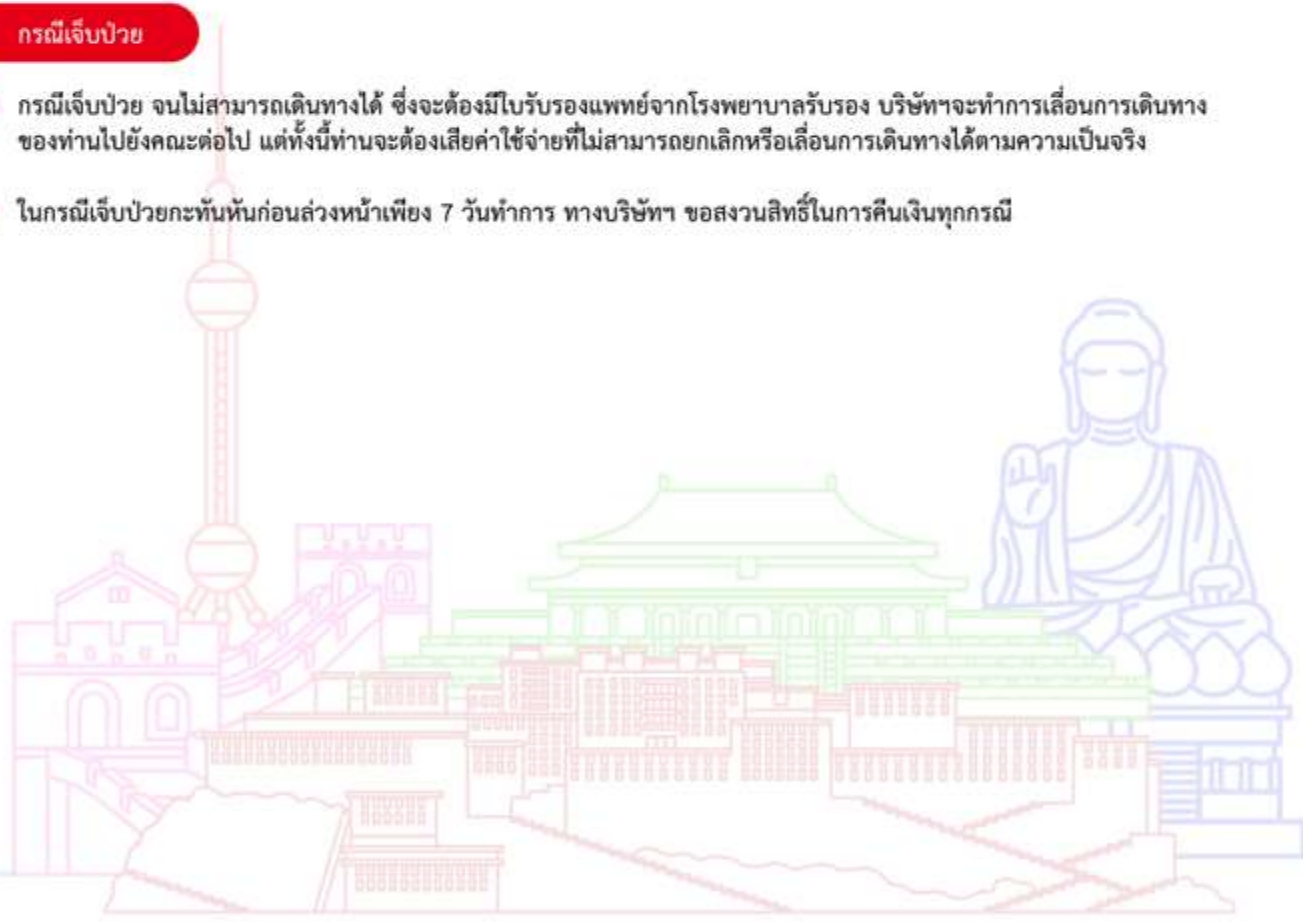 กรณีเจ็บป่วย
กรณีเจ็บป่วย จนไม่สามารถเดินทางได้ ซึ่งจะต้องมีใบรับรองแพทย์จากโรงพยาบาลรับรอง บริษัทฯจะทำการเลื่อนการเดินทาง
ของท่านไปยังคณะต่อไป แต่ทั้งนี้ท่านจะต้องเสียค่าใช้จ่ายที่ไม่สามารถยกเลิกหรือเลื่อนการเดินทางได้ตามความเป็นจริง
ในกรณีเจ็บป่วยกะทันหันก่อนล่วงหน้าเพียง 7 วันทำการ ทางบริษัทฯ ขอสงวนสิทธิ์ในการคืนเงินทุกกรณี